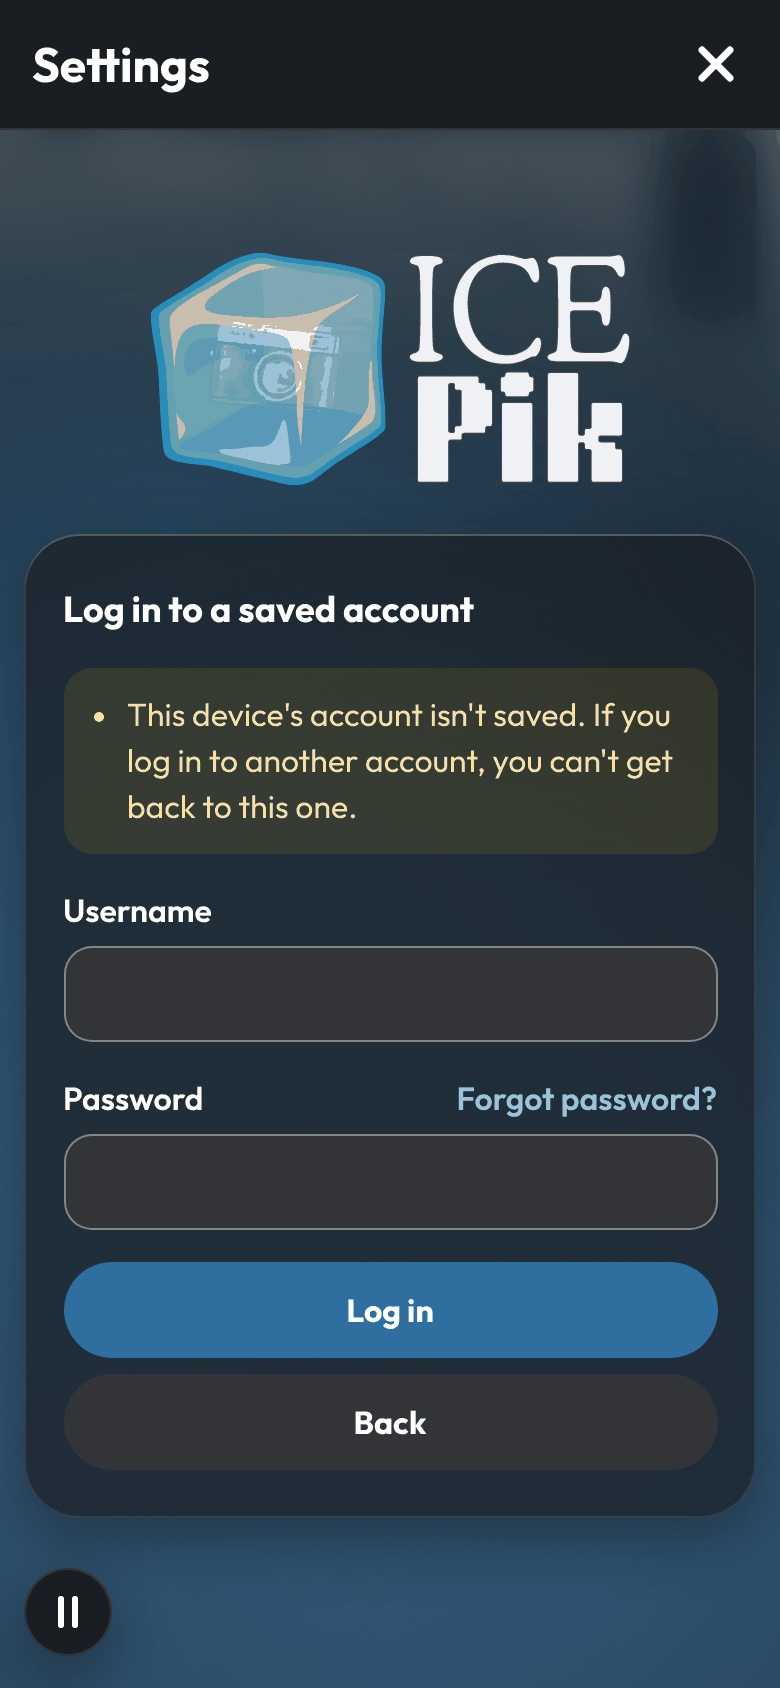 Settings
ICE
Pik
Log in to a saved account
• This device's account isn't saved. If you
log in to another account, you can't get
back to this one.
Username
Password Forgot password?
Log in
Back